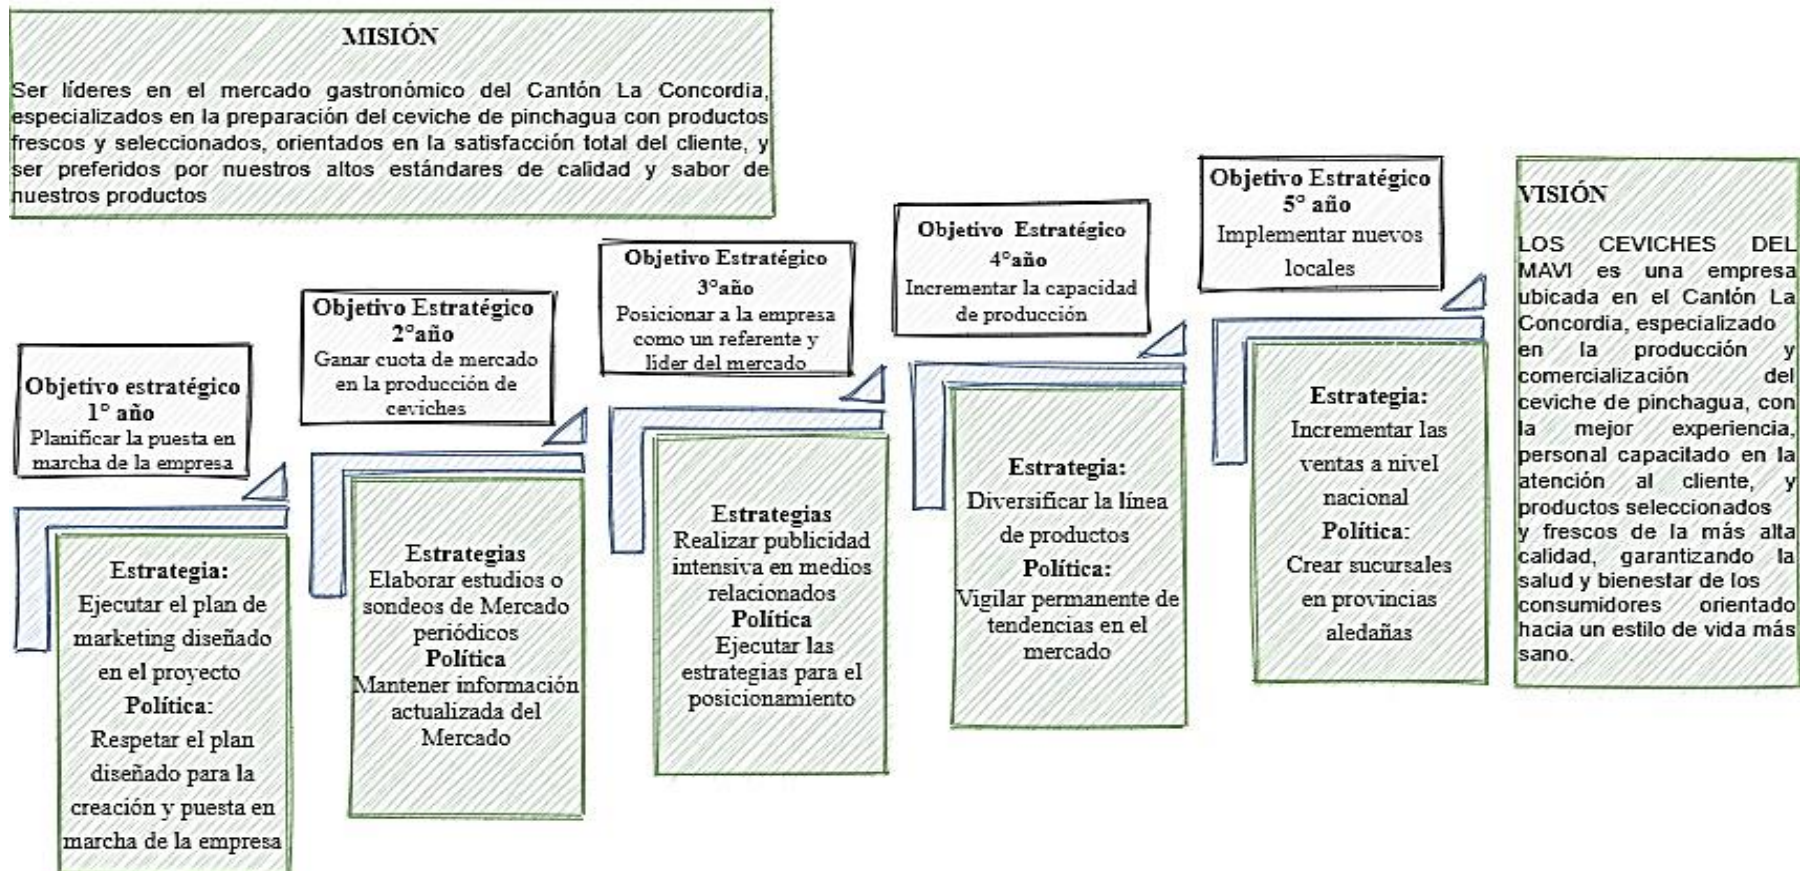 MISIÓN
Ser líderes en el mercado gastronómico del Cantón La Concordia,
especializados en la preparación del ceviche de pinchagua con productos
frescos y seleccionados, orientados en la satisfacción total del cliente, y
ser preferidos por nuestros altos estándares de calidad y sabor de
nuestros productos
Objetivo estratégico
1° año
Planificar la puesta en
marcha de la empresa
Estrategia:
Ejecutar el plan de
marketing diseñado
en el proyecto
Política:
Respetar el plan
diseñado para la
creación y puesta en
marcha de la empresa
Objetivo Estratégico
2°año
Ganar cuota de mercado
en la producción de
ceviches
Estrategias
Elaborar estudios o
sondeos de Mercado
periódicos
Política
Mantener información
actualizada del
Mercado
Objetivo Estratégico
3°año
Posicionar a la empresa
como un referente y
lider del mercado
Estrategias
Realizar publicidad
intensiva en medios
relacionados
Política
Ejecutar las
estrategias para el
posicionamiento
Objetivo Estratégico
4°año
Incrementar la capacidad
de producción
Estrategia:
Diversificar la línea
de productos
Política:
Vigilar permanente de
tendencias en el
mercado
Objetivo Estratégico
5° año
Implementar nuevos
locales
Estrategia:
Incrementar las
ventas a nivel
nacional
Política:
Crear sucursales
en provincias
aledañas
VISIÓN
LOS CEVICHES DEL
MAVI es una empresa
ubicada en el Cantón La
Concordia, especializado
en la producción y
comercialización del
ceviche de pinchagua, con
la mejor experiencia,
personal capacitado en la
atención al cliente, y
productos seleccionados
y frescos de la más alta
calidad, garantizando la
salud y bienestar de los
consumidores orientado
hacia un estilo de vida más
sano.